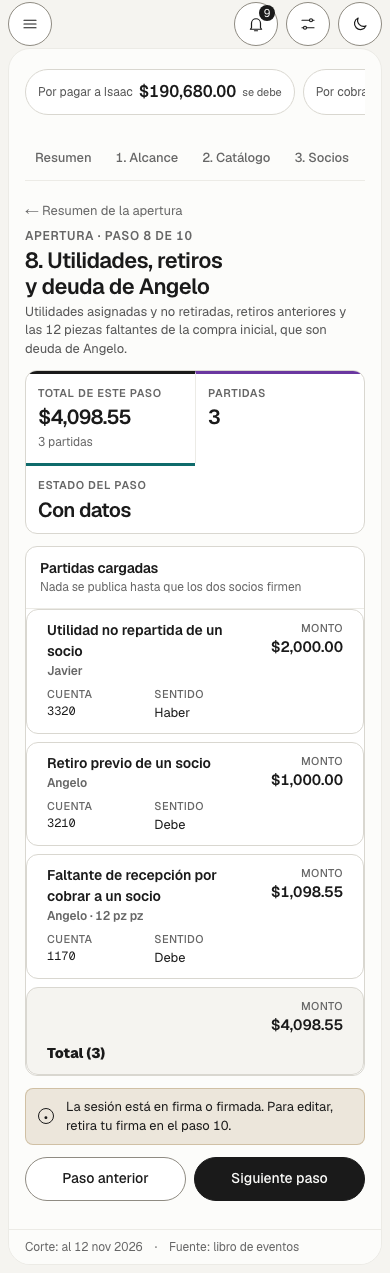 9
Por pagar a Isaac $190,680.00 se debe
Por cobra
Resumen 1. Alcance 2. Catálogo 3. Socios
← Resumen de la apertura
APERTURA · PASO 8 DE 10
8. Utilidades, retiros
y deuda de Angelo
Utilidades asignadas y no retiradas, retiros anteriores y
las 12 piezas faltantes de la compra inicial, que son
deuda de Angelo.
TOTAL DE ESTE PASO
$4,098.55
3 partidas
PARTIDAS
3
ESTADO DEL PASO
Con datos
Partidas cargadas
Nada se publica hasta que los dos socios firmen
Utilidad no repartida de un
socio
Javier
MONTO
$2,000.00
CUENTA
3320
SENTIDO
Haber
Retiro previo de un socio
Angelo
MONTO
$1,000.00
CUENTA
3210
SENTIDO
Debe
Faltante de recepción por
cobrar a un socio
Angelo · 12 pz pz
MONTO
$1,098.55
CUENTA
1170
SENTIDO
Debe
MONTO
$4,098.55
Total (3)
La sesión está en firma o firmada. Para editar,
retira tu firma en el paso 10.
Paso anterior
Siguiente paso
Corte: al 12 nov 2026 · Fuente: libro de eventos